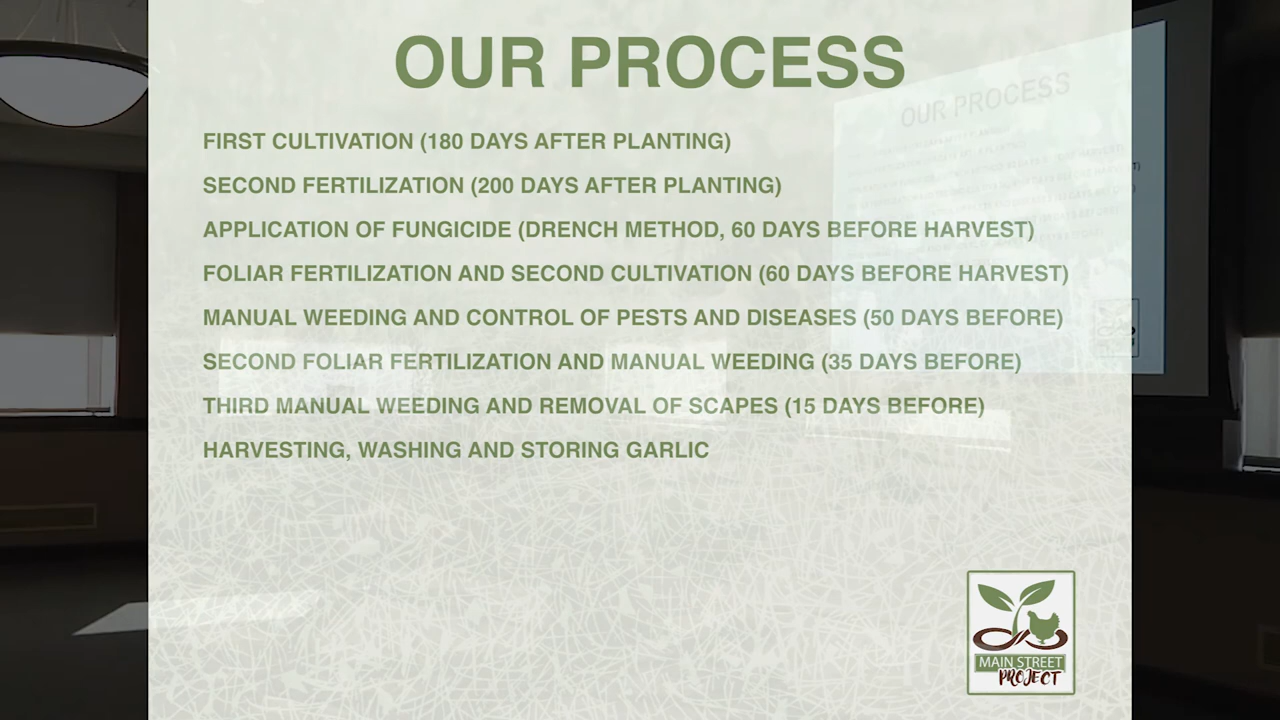 OUR PROCESS
OUR PROCESS
FIRST CULTIVATION (180 DAYS AFTER PLANTING)
SECOND FERTILIZATION (200 DAYS AFTER PLANTING)
APPLICATION OF FUNGICIDE (DRENCH METHOD, 60 DAYS BEFORE HARVEST)
FOLIAR FERTILIZATION AND SECOND CULTIVATION (60 DAYS BEFORE HARVEST)
MANUAL WEEDING AND CONTROL OF PESTS AND DISEASES (50 DAYS BEFORE)
SECOND FOLIAR FERTILIZATION AND MANUAL WEEDING (35 DAYS BEFORE)
THIRD MANUAL WEEDING AND REMOVAL OF SCAPES (15 DAYS BEFORE)
HARVESTING, WASHING AND STORING GARLIC
MAIN STREET
PROJECT